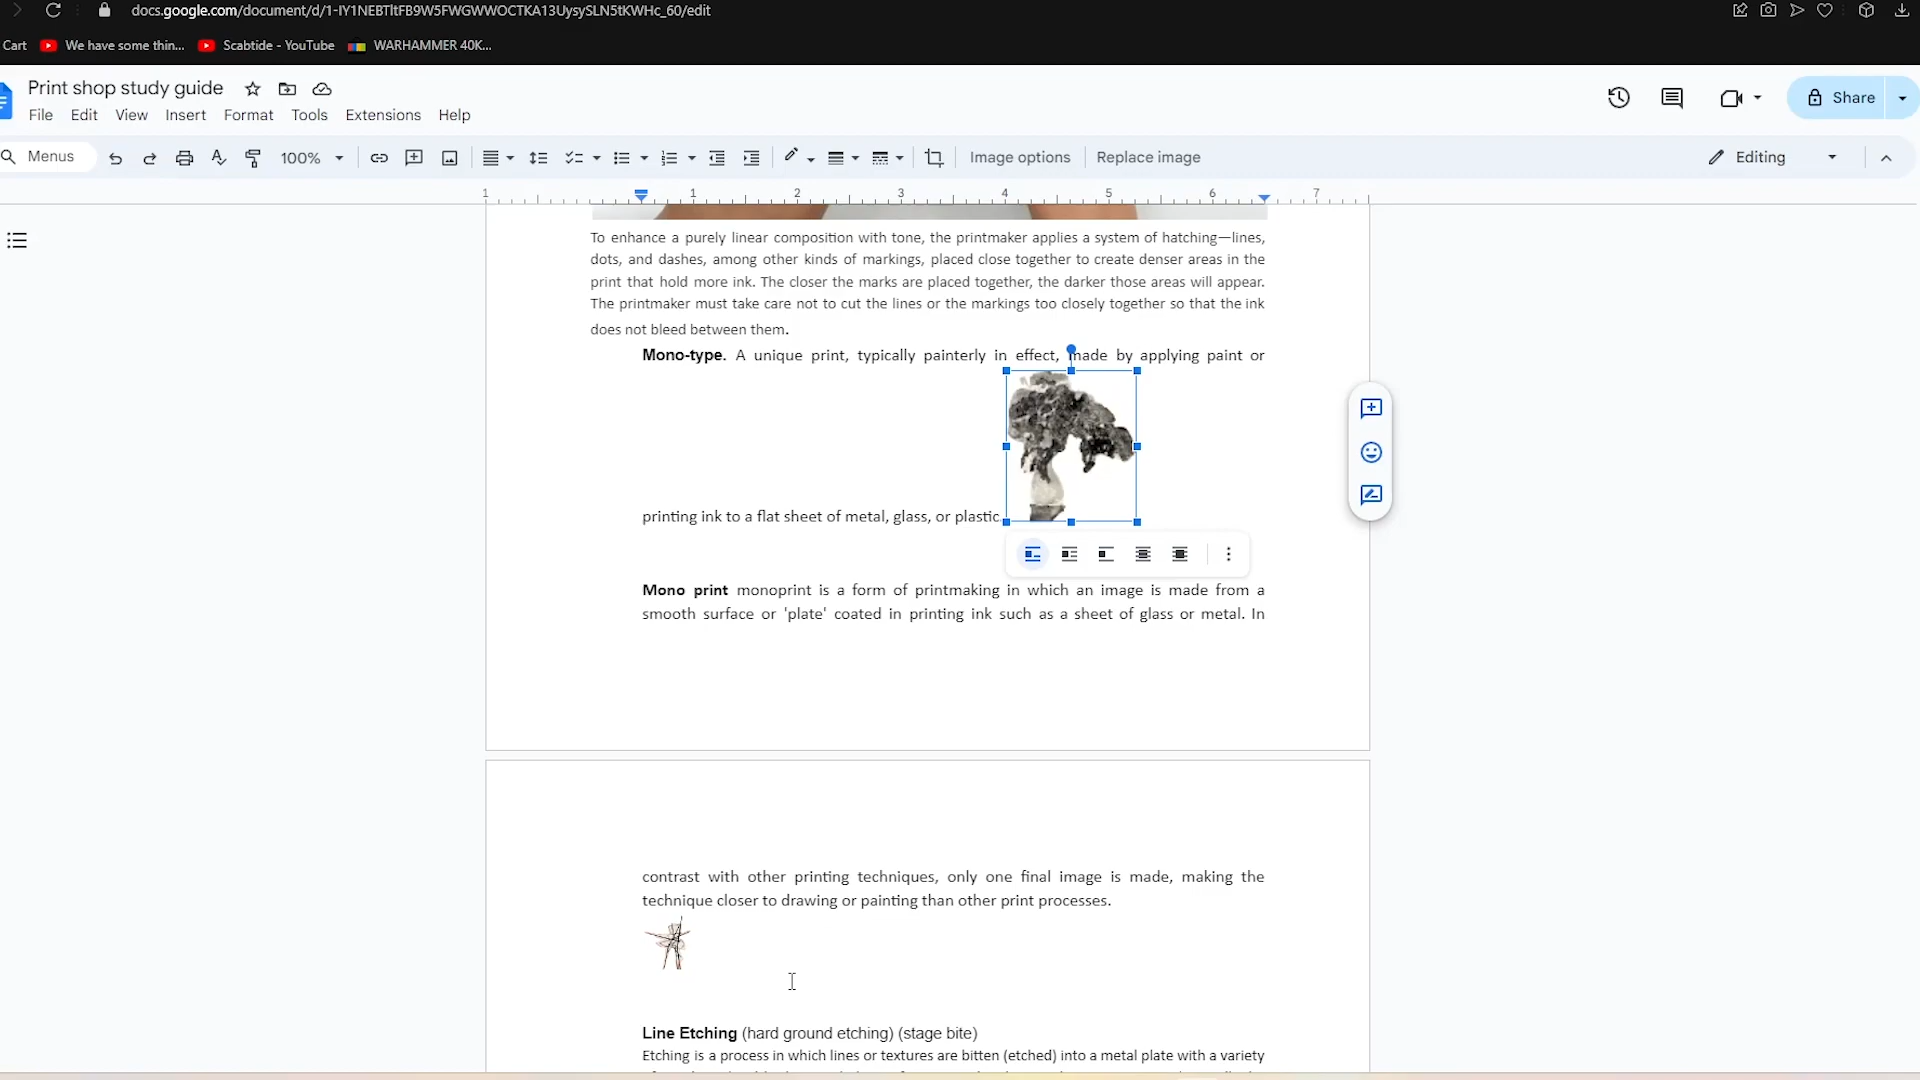 docs.google.com/document/d/1-IY1NEBTltFB9W5FWGWWOCTKA13UysySLN5tKWHc_60/edit
Cart We have some thin... Scabtide - YouTube WARHAMMER 40K...
Print shop study guide
File Edit View Insert Format Tools Extensions Help
Share
Menus 100% Image options Replace image Editing
1 1 2 3 4 5 6 7
To enhance a purely linear composition with tone, the printmaker applies a system of hatching—lines,
dots, and dashes, among other kinds of markings, placed close together to create denser areas in the
print that hold more ink. The closer the marks are placed together, the darker those areas will appear.
The printmaker must take care not to cut the lines or the markings too closely together so that the ink
does not bleed between them.
Mono-type. A unique print, typically painterly in effect, made by applying paint or
printing ink to a flat sheet of metal, glass, or plastic
Mono print monoprint is a form of printmaking in which an image is made from a
smooth surface or 'plate' coated in printing ink such as a sheet of glass or metal. In
contrast with other printing techniques, only one final image is made, making the
technique closer to drawing or painting than other print processes.
Line Etching (hard ground etching) (stage bite)
Etching is a process in which lines or textures are bitten (etched) into a metal plate with a variety